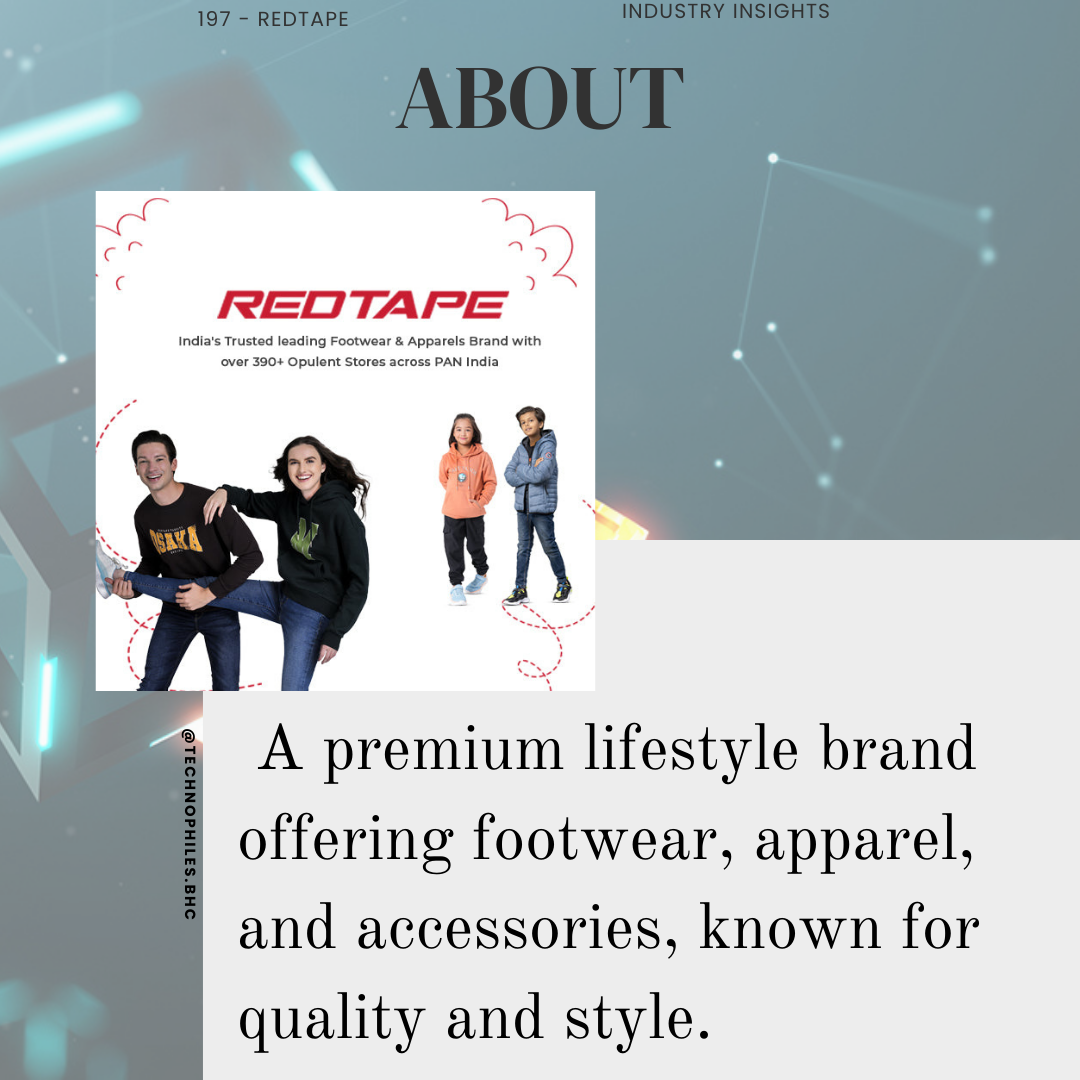 197 - REDTAPE
INDUSTRY INSIGHTS
ABOUT
REDTAPE
India's Trusted leading Footwear & Apparels Brand with
over 390+ Opulent Stores across PAN India
OSAKA
A premium lifestyle brand
offering footwear, apparel,
and accessories, known for
quality and style.
@TECHNOPHILES.BHC